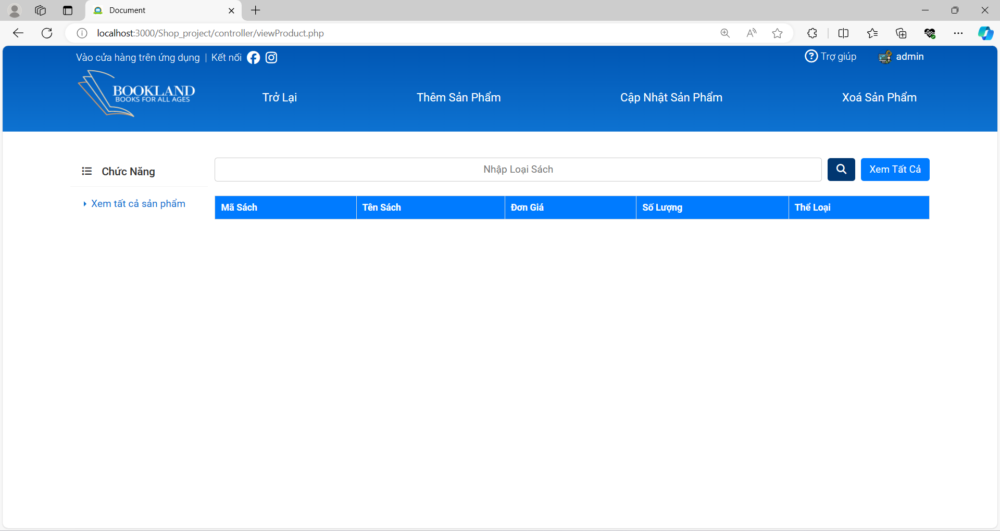 Document
localhost:3000/Shop_project/controller/viewProduct.php
Vào cửa hàng trên ứng dụng | Kết nối
Trợ giúp
admin
BOOKLAND
BOOKS FOR ALL AGES
Trở Lại
Thêm Sản Phẩm
Cập Nhật Sản Phẩm
Xoá Sản Phẩm
Chức Năng
Nhập Loại Sách
Xem Tất Cả
Xem tất cả sản phẩm
Mã Sách
Tên Sách
Đơn Giá
Số Lượng
Thể Loại